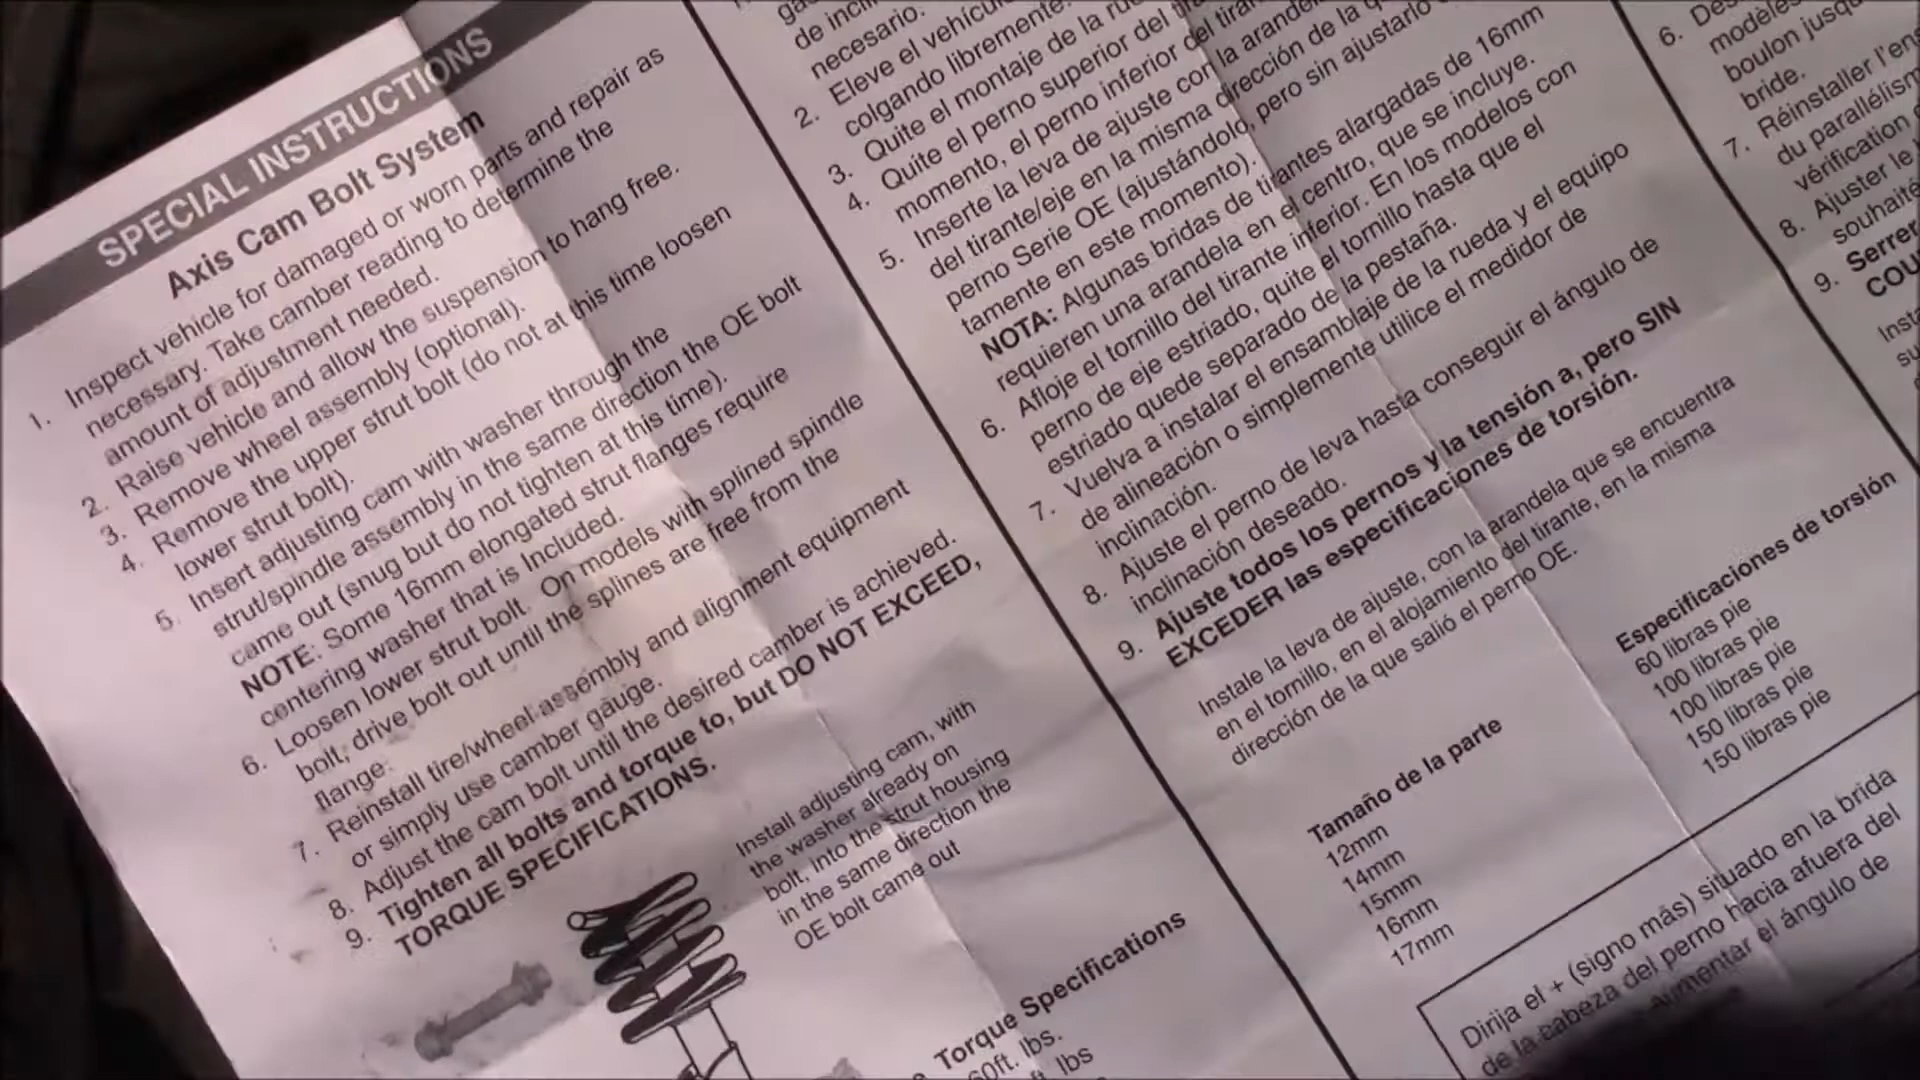 SPECIAL INSTRUCTIONS
Axis Cam Bolt System
1. Inspect vehicle for damaged or worn parts and repair as
necessary. Take camber reading to determine the
amount of adjustment needed.
2. Raise vehicle and allow the suspension to hang free.
3. Remove wheel assembly (optional).
4. Remove the upper strut bolt (do not at this time loosen
lower strut bolt).
5. Insert adjusting cam with washer through the
strut/spindle assembly in the same direction the OE bolt
came out (snug but do not tighten at this time).
NOTE: Some 16mm elongated strut flanges require
centering washer that is Included.
6. Loosen lower strut bolt. On models with splined spindle
bolt, drive bolt out until the splines are free from the
flange.
7. Reinstall tire/wheel assembly and alignment equipment
or simply use camber gauge.
8. Adjust the cam bolt until the desired camber is achieved.
9. Tighten all bolts and torque to, but DO NOT EXCEED,
TORQUE SPECIFICATIONS.
Install adjusting cam, with
the washer already on
bolt, into the strut housing
in the same direction the
OE bolt came out
Torque Specifications
60ft. lbs.
lbs
necesario.
2. Eleve el vehículo
colgando libremente.
3. Quite el montaje de la
4. Quite el perno superior del
momento, el perno inferior del
5. Inserte la leva de ajuste con la
del tirante/eje en la misma dirección de la
perno Serie OE (ajustándolo, pero sin ajustarlo
tamente en este momento).
NOTA: Algunas bridas de tirantes alargadas de 16mm
requieren una arandela en el centro, que se incluye.
6. Afloje el tornillo del tirante inferior. En los modelos con
perno de eje estriado, quite el tornillo hasta que el
estriado quede separado de la pestaña.
7. Vuelva a instalar el ensamblaje de la rueda y el equipo
de alineación o simplemente utilice el medidor de
inclinación.
8. Ajuste el perno de leva hasta conseguir el ángulo de
inclinación deseado.
9. Ajuste todos los pernos y la tensión a, pero SIN
EXCEDER las especificaciones de torsión.
Instale la leva de ajuste, con la arandela que se encuentra
en el tornillo, en el alojamiento del tirante, en la misma
dirección de la que salió el perno OE.
Tamaño de la parte Especificaciones de torsión
12mm 60 libras pie
14mm 100 libras pie
15mm 100 libras pie
16mm 150 libras pie
17mm 150 libras pie
Dirija el + (signo más) situado en la brida
de la cabeza del perno hacia afuera del
aumentar el ángulo de
6.
modèles
boulon
bride.
7. Réinstaller
du
vérification
8. Ajuster le
9. Serrer